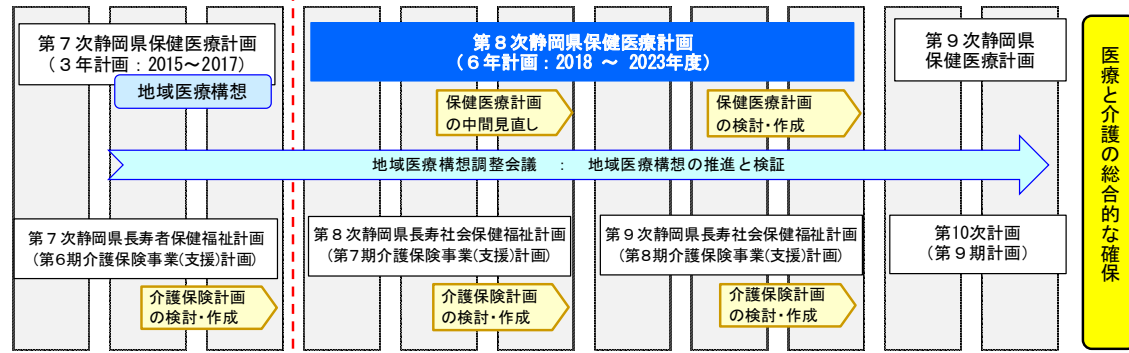 第７次静岡県保健医療計画
（３年計画：2015～2017）
地域医療構想
第８次静岡県保健医療計画
（６年計画：2018 ～ 2023年度）
第９次静岡県
保健医療計画
保健医療計画
の中間見直し
保健医療計画
の検討・作成
地域医療構想調整会議　：　地域医療構想の推進と検証
第７次静岡県長寿者保健福祉計画
(第６期介護保険事業(支援)計画)
第８次静岡県長寿社会保健福祉計画
(第７期介護保険事業(支援)計画)
第９次静岡県長寿社会保健福祉計画
(第８期介護保険事業(支援)計画)
第10次計画
(第９期計画)
介護保険計画
の検討・作成
介護保険計画
の検討・作成
介護保険計画
の検討・作成
医療と介護の総合的な確保